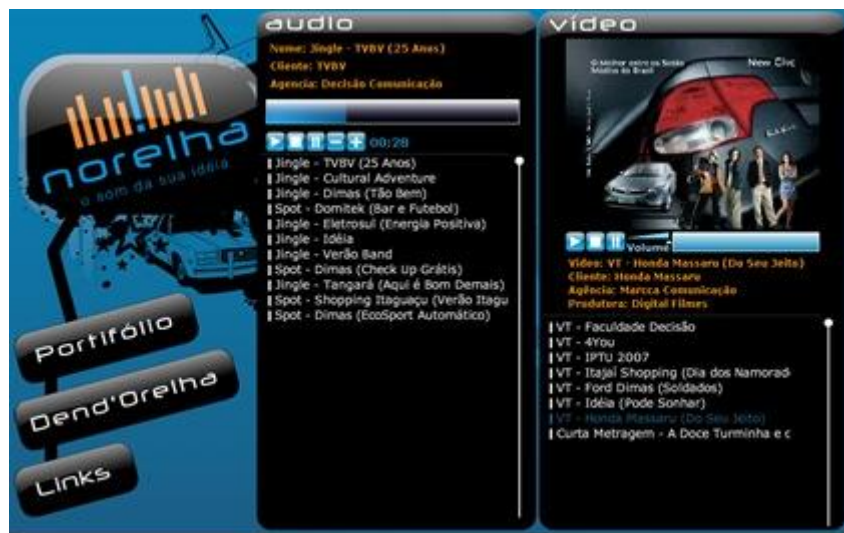 norelha
o som da sua idéia
Portifólio
Dend'Orelha
Links
audio
Nome: Jingle - TVBV (25 Anos)
Cliente: TVBV
Agencia: Decisão Comunicação
00:28
Jingle - TVBV (25 Anos)
Jingle - Cultural Adventure
Jingle - Dimas (Tão Bem)
Spot - Domitek (Bar e Futebol)
Jingle - Eletrosul (Energia Positiva)
Jingle - Idéia
Jingle - Verão Band
Spot - Dimas (Check Up Grátis)
Jingle - Tangará (Aqui é Bom Demais)
Spot - Shopping Itaguaçu (Verão Itagu
Spot - Dimas (EcoSport Automático)
vídeo
New Civic
Volume
Video: VT - Honda Massaru (Do Seu Jeito)
Cliente: Honda Massaru
Agência: Marcca Comunicação
Produtora: Digital Filmes
VT - Faculdade Decisão
VT - 4You
VT - IPTU 2007
VT - Itajaí Shopping (Dia dos Namorad
VT - Ford Dimas (Soldados)
VT - Idéia (Pode Sonhar)
VT - Honda Massaru (Do Seu Jeito)
Curta Metragem - A Doce Turminha e c